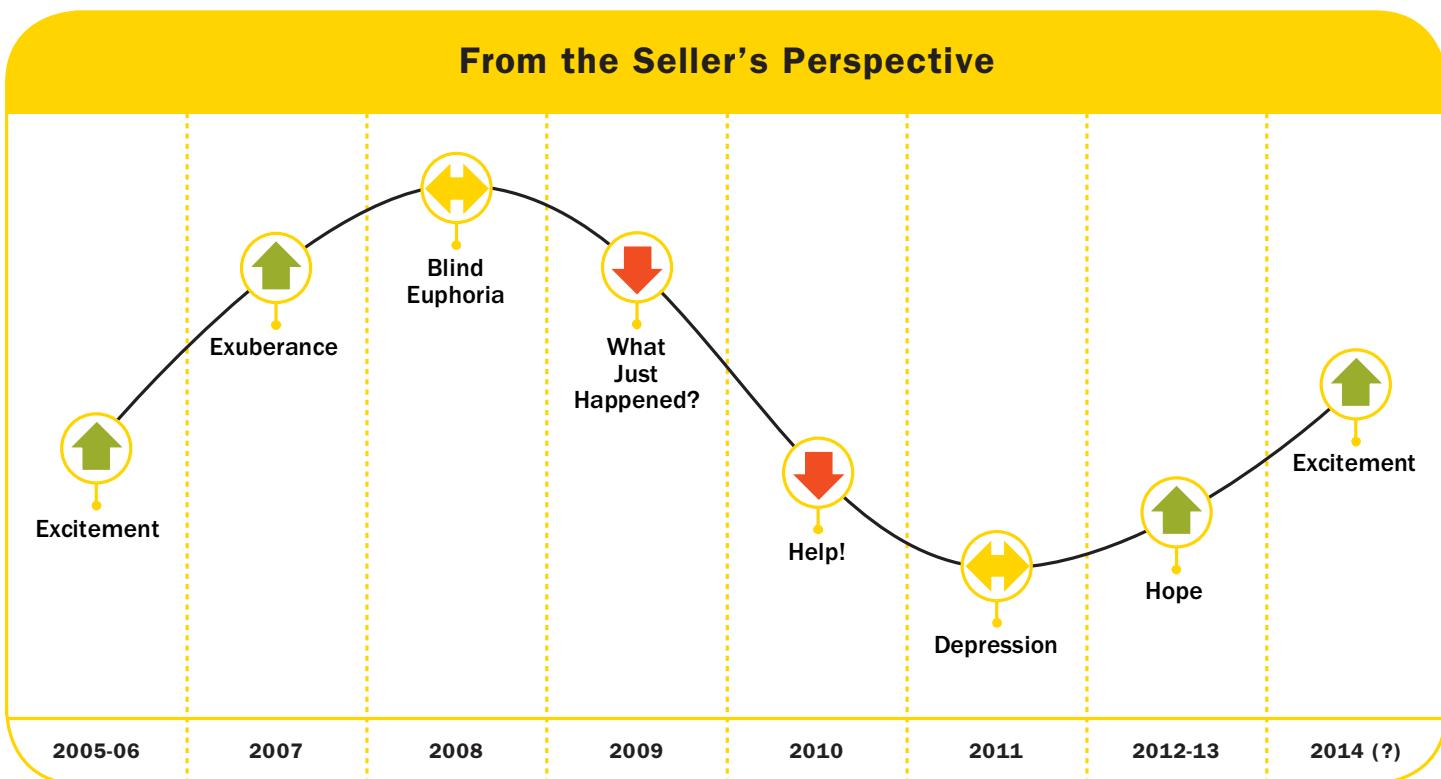 From the Seller’s Perspective
Excitement
Exuberance
Blind
Euphoria
What
Just
Happened?
Help!
Depression
Hope
Excitement
2005-06
2007
2008
2009
2010
2011
2012-13
2014 (?)